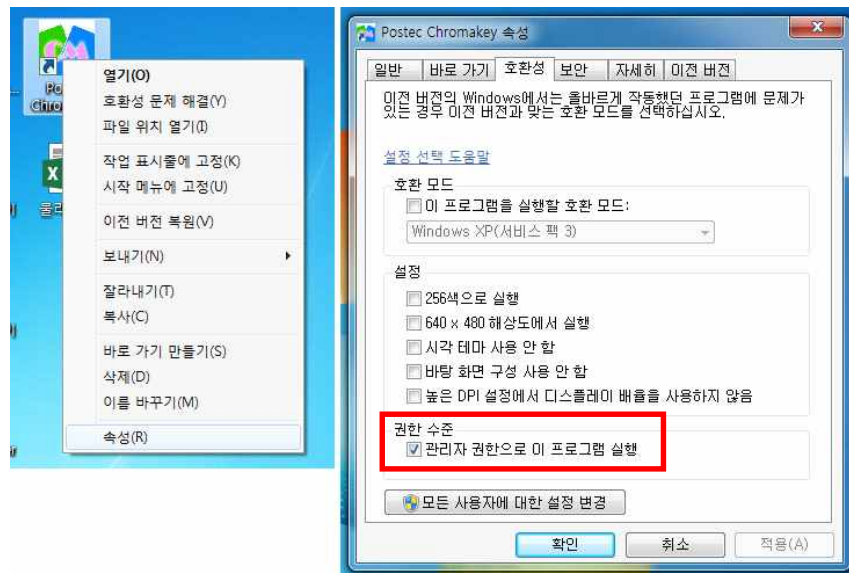 열기(O)
호환성 문제 해결(Y)
파일 위치 열기(I)
작업 표시줄에 고정(K)
시작 메뉴에 고정(U)
이전 버전 복원(V)
보내기(N)
잘라내기(T)
복사(C)
바로 가기 만들기(S)
삭제(D)
이름 바꾸기(M)
속성(R)
Postec Chromakey 속성
일반 바로 가기 호환성 보안 자세히 이전 버전
이전 버전의 Windows에서는 올바르게 작동했던 프로그램에 문제가
있는 경우 이전 버전과 맞는 호환 모드를 선택하십시오.
설정 선택 도움말
호환 모드
이 프로그램을 실행할 호환 모드:
Windows XP(서비스 팩 3)
설정
256색으로 실행
640 x 480 해상도에서 실행
시각 테마 사용 안 함
바탕 화면 구성 사용 안 함
높은 DPI 설정에서 디스플레이 배율을 사용하지 않음
권한 수준
관리자 권한으로 이 프로그램 실행
모든 사용자에 대한 설정 변경
확인 취소 적용(A)